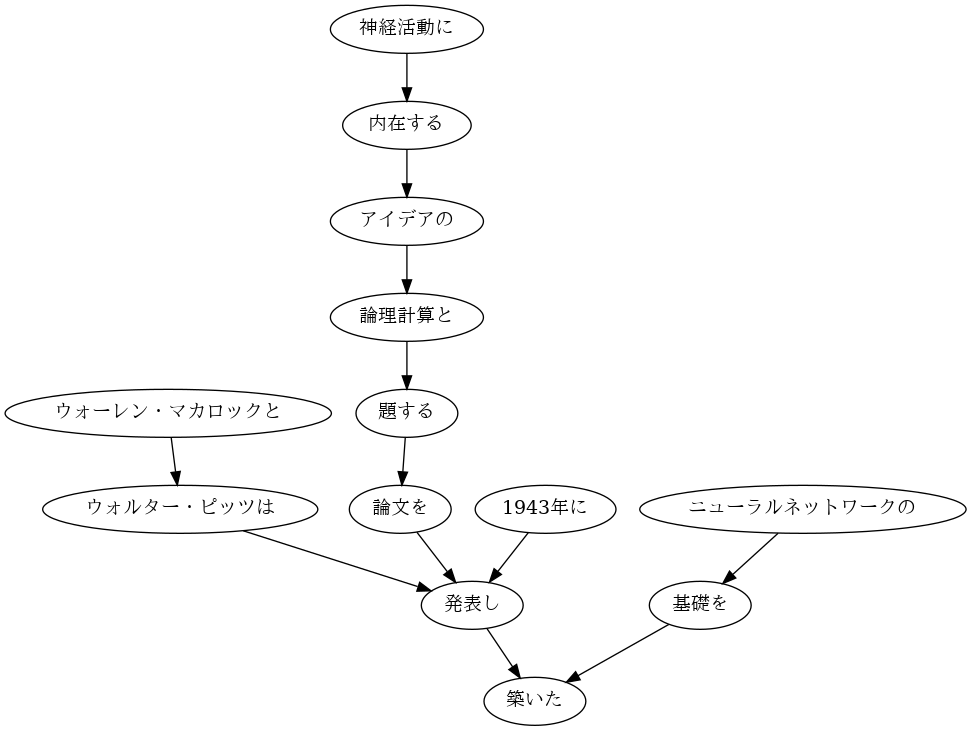 神経活動に
内在する
アイデアの
論理計算と
ウォーレン・マカロックと
題する
ウォルター・ピッツは
論文を
1943年に
ニューラルネットワークの
発表し
基礎を
築いた